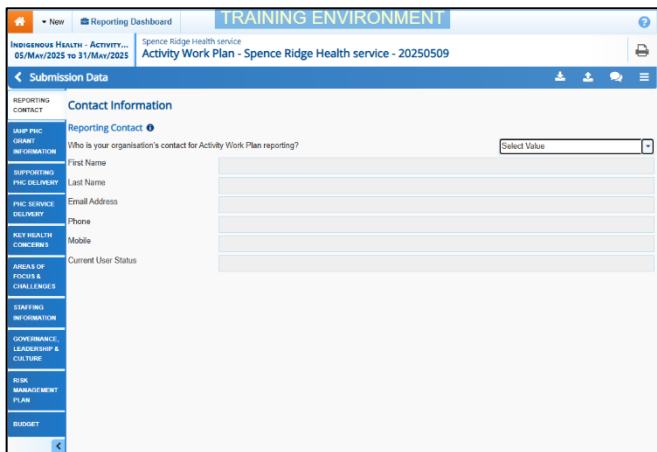 New Reporting Dashboard TRAINING ENVIRONMENT
INDIGENOUS HEALTH - ACTIVITY...
05/MAY/2025 TO 31/MAY/2025
Spence Ridge Health service
Activity Work Plan - Spence Ridge Health service - 20250509
Submission Data
REPORTING
CONTACT
IAHP PHC
GRANT
INFORMATION
SUPPORTING
PHC DELIVERY
PHC SERVICE
DELIVERY
KEY HEALTH
CONCERNS
AREAS OF
FOCUS &
CHALLENGES
STAFFING
INFORMATION
GOVERNANCE,
LEADERSHIP &
CULTURE
RISK
MANAGEMENT
PLAN
BUDGET
Contact Information
Reporting Contact
Who is your organisation's contact for Activity Work Plan reporting? Select Value
First Name
Last Name
Email Address
Phone
Mobile
Current User Status